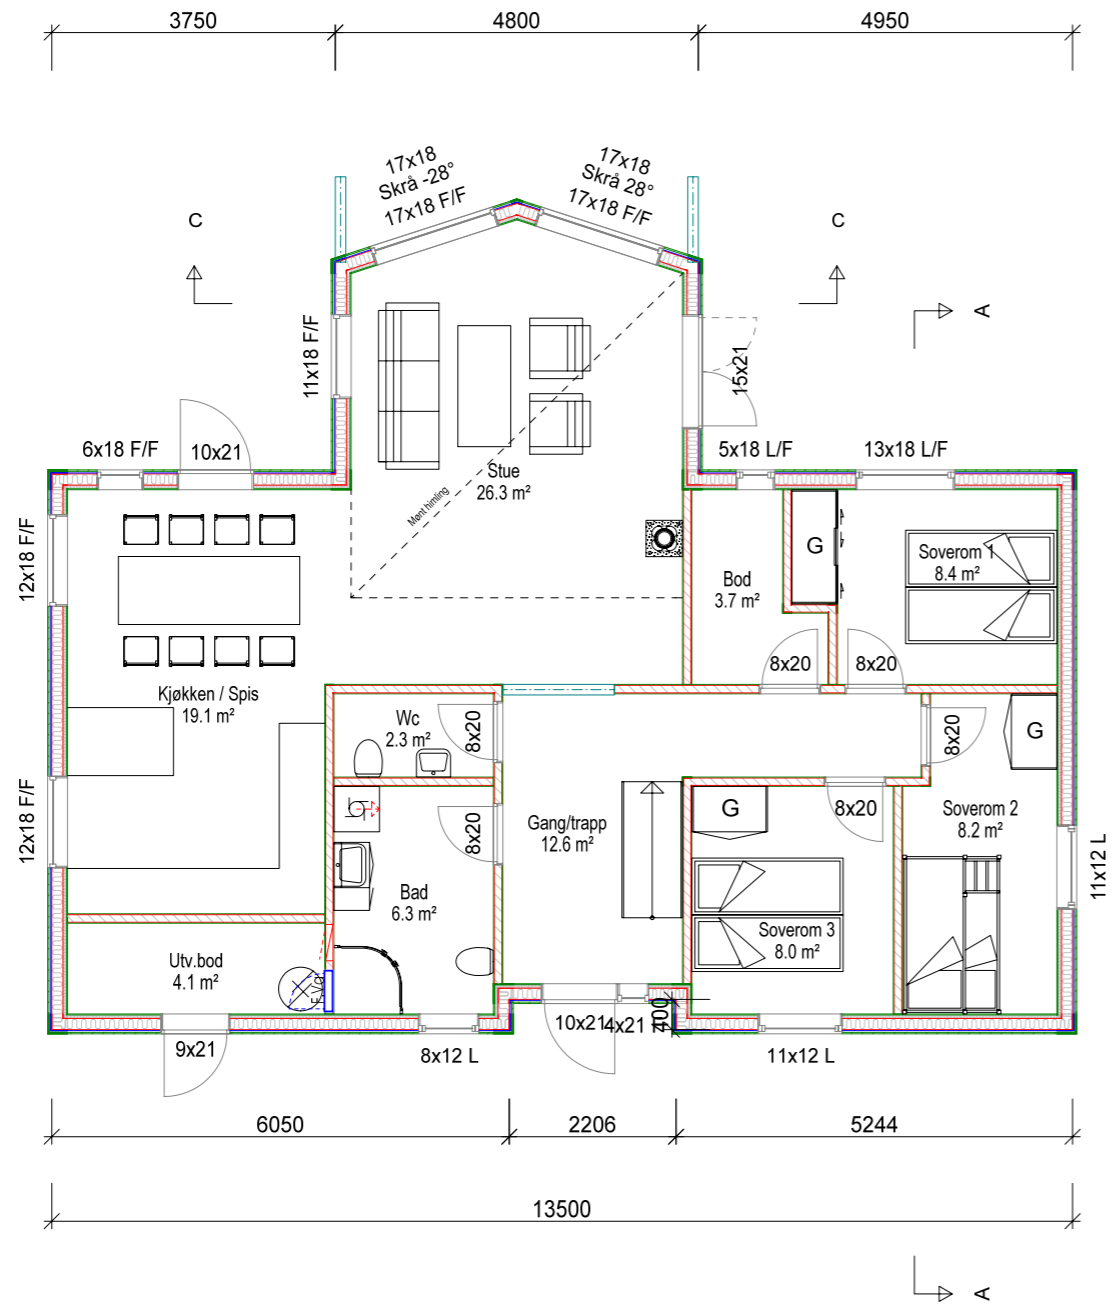 3750
4800
4950
17x18
Skrå -28°
17x18 F/F
17x18
Skrå 28°
17x18 F/F
C
C
A
11x18 F/F
15x21
6x18 F/F
10x21
5x18 L/F
13x18 L/F
Stue
26.3 m²
Mønt himling
12x18 F/F
G
Soverom 1
8.4 m²
Bod
3.7 m²
8x20
8x20
Kjøkken / Spis
19.1 m²
Wc
2.3 m²
8x20
8x20
G
12x18 F/F
Gang/trapp
12.6 m²
8x20
G
8x20
Soverom 2
8.2 m²
11x12 L
Bad
6.3 m²
Soverom 3
8.0 m²
Utv.bod
4.1 m²
9x21
8x12 L
10x21
4x21
400
11x12 L
6050
2206
5244
13500
A